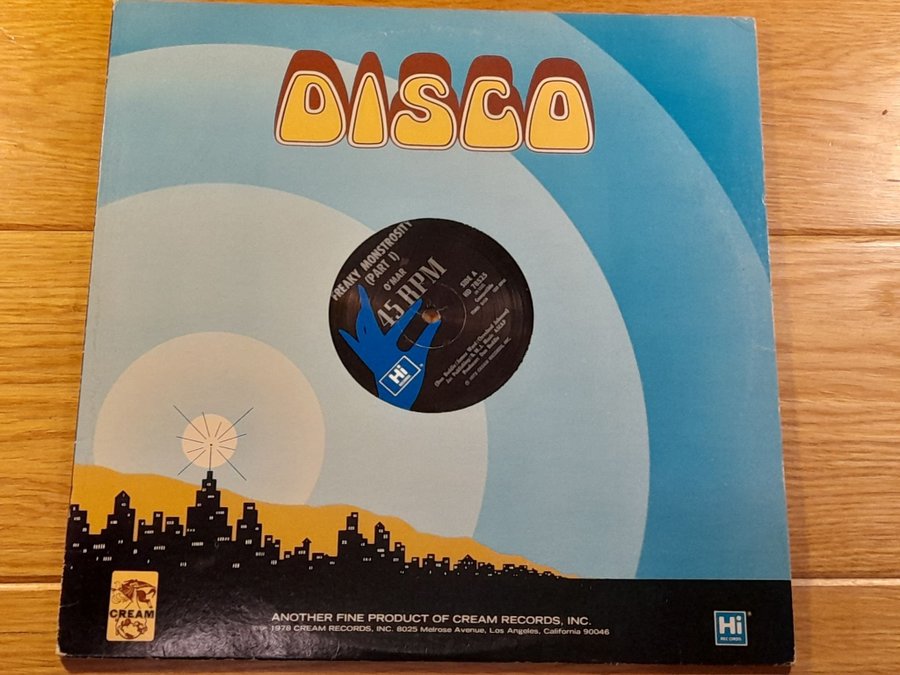 DISCO
FREAKY MONSTROSITY
(PART 1)
O'MAR
45 RPM
SIDE A
Hi
CREAM
ANOTHER FINE PRODUCT OF CREAM RECORDS, INC.
1978 CREAM RECORDS, INC. 8025 Melrose Avenue, Los Angeles, California 90046
Hi
RECORDS